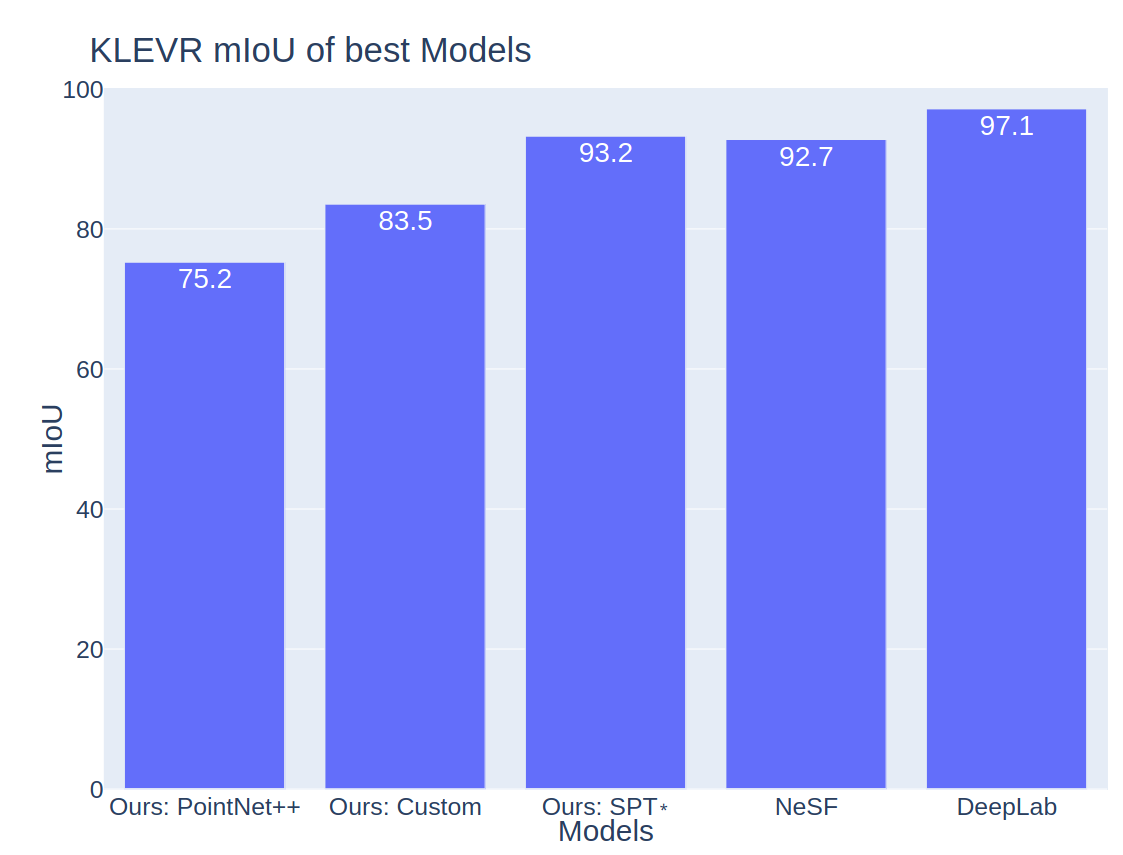 KLEVR mIoU of best Models
100
80
60
40
20
0
mIoU
75.2
83.5
93.2
92.7
97.1
Ours: PointNet++
Ours: Custom
Ours: SPT*
NeSF
DeepLab
Models